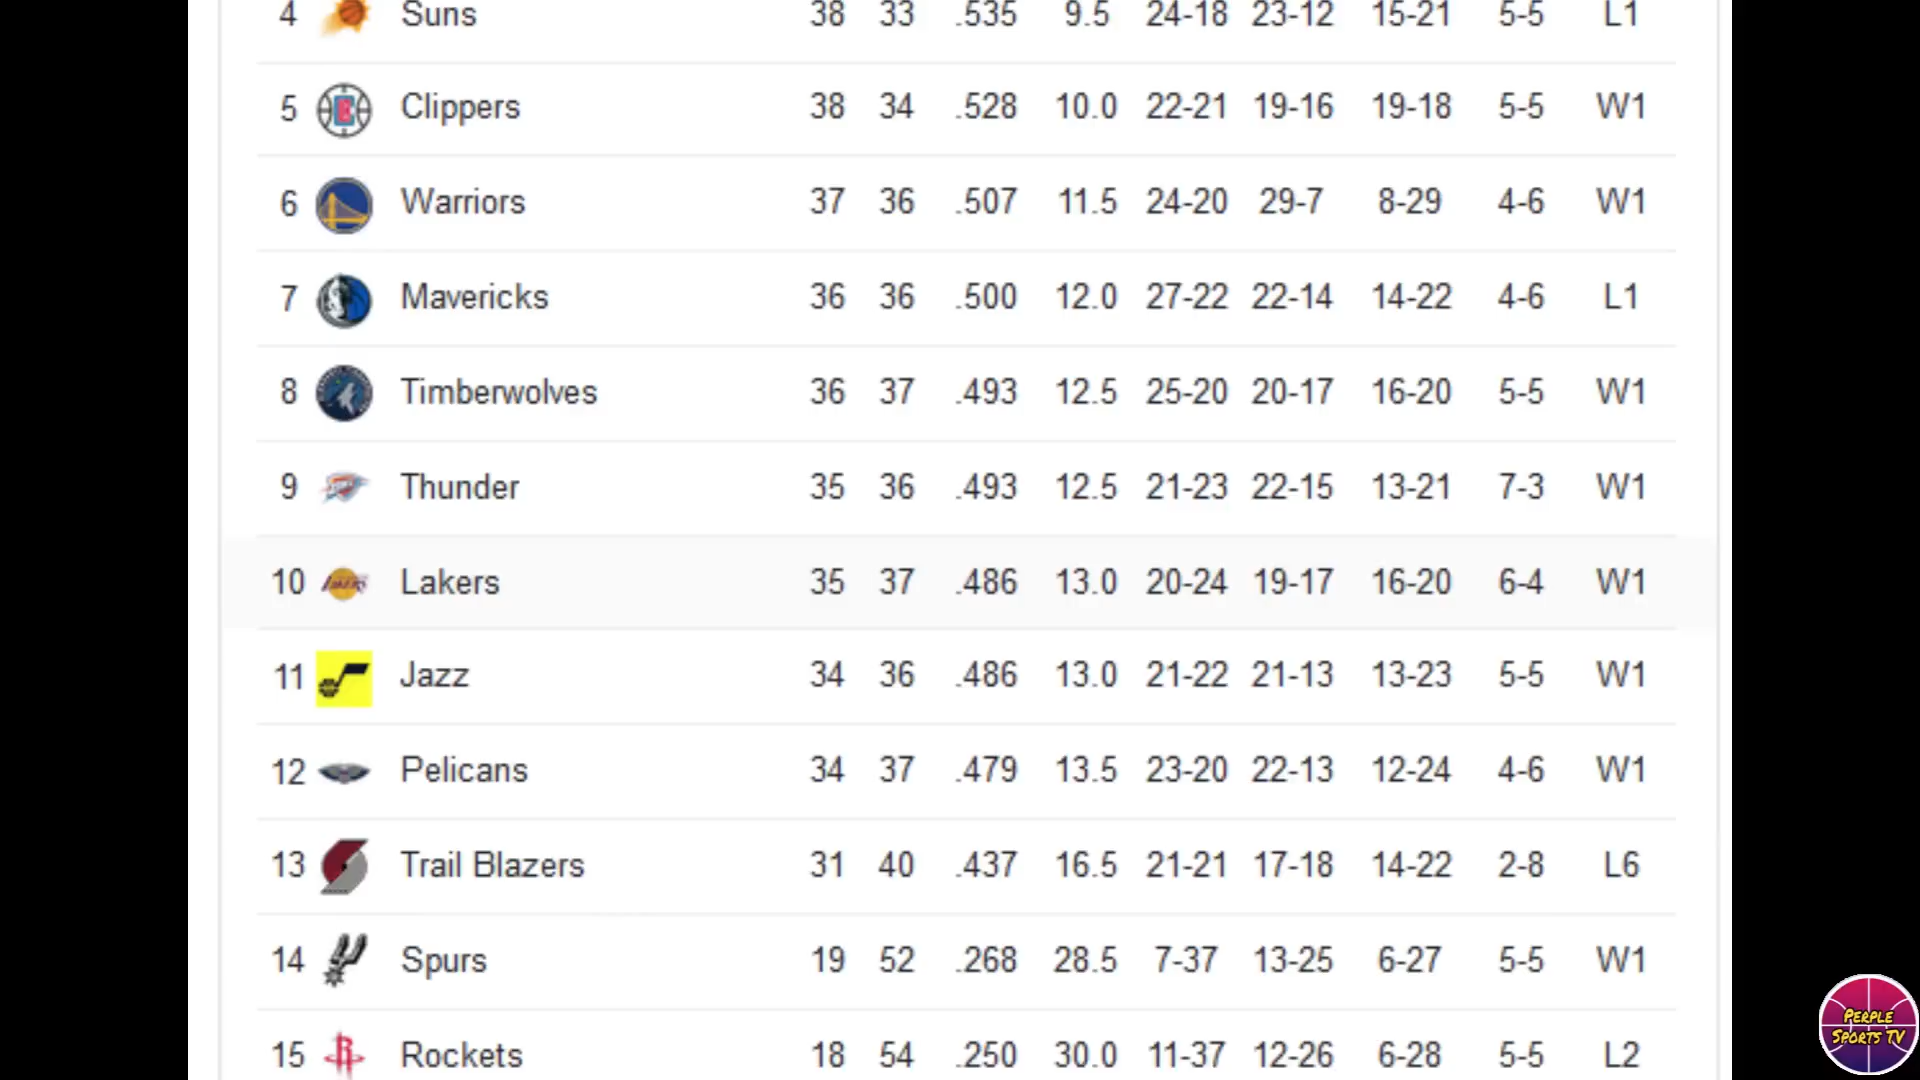 4 Suns 38 33 .535 9.5 24-18 23-12 15-21 5-5 L1
5 Clippers 38 34 .528 10.0 22-21 19-16 19-18 5-5 W1
6 Warriors 37 36 .507 11.5 24-20 29-7 8-29 4-6 W1
7 Mavericks 36 36 .500 12.0 27-22 22-14 14-22 4-6 L1
8 Timberwolves 36 37 .493 12.5 25-20 20-17 16-20 5-5 W1
9 Thunder 35 36 .493 12.5 21-23 22-15 13-21 7-3 W1
10 Lakers 35 37 .486 13.0 20-24 19-17 16-20 6-4 W1
11 Jazz 34 36 .486 13.0 21-22 21-13 13-23 5-5 W1
12 Pelicans 34 37 .479 13.5 23-20 22-13 12-24 4-6 W1
13 Trail Blazers 31 40 .437 16.5 21-21 17-18 14-22 2-8 L6
14 Spurs 19 52 .268 28.5 7-37 13-25 6-27 5-5 W1
15 Rockets 18 54 .250 30.0 11-37 12-26 6-28 5-5 L2
PERPLE
SPORTS TV